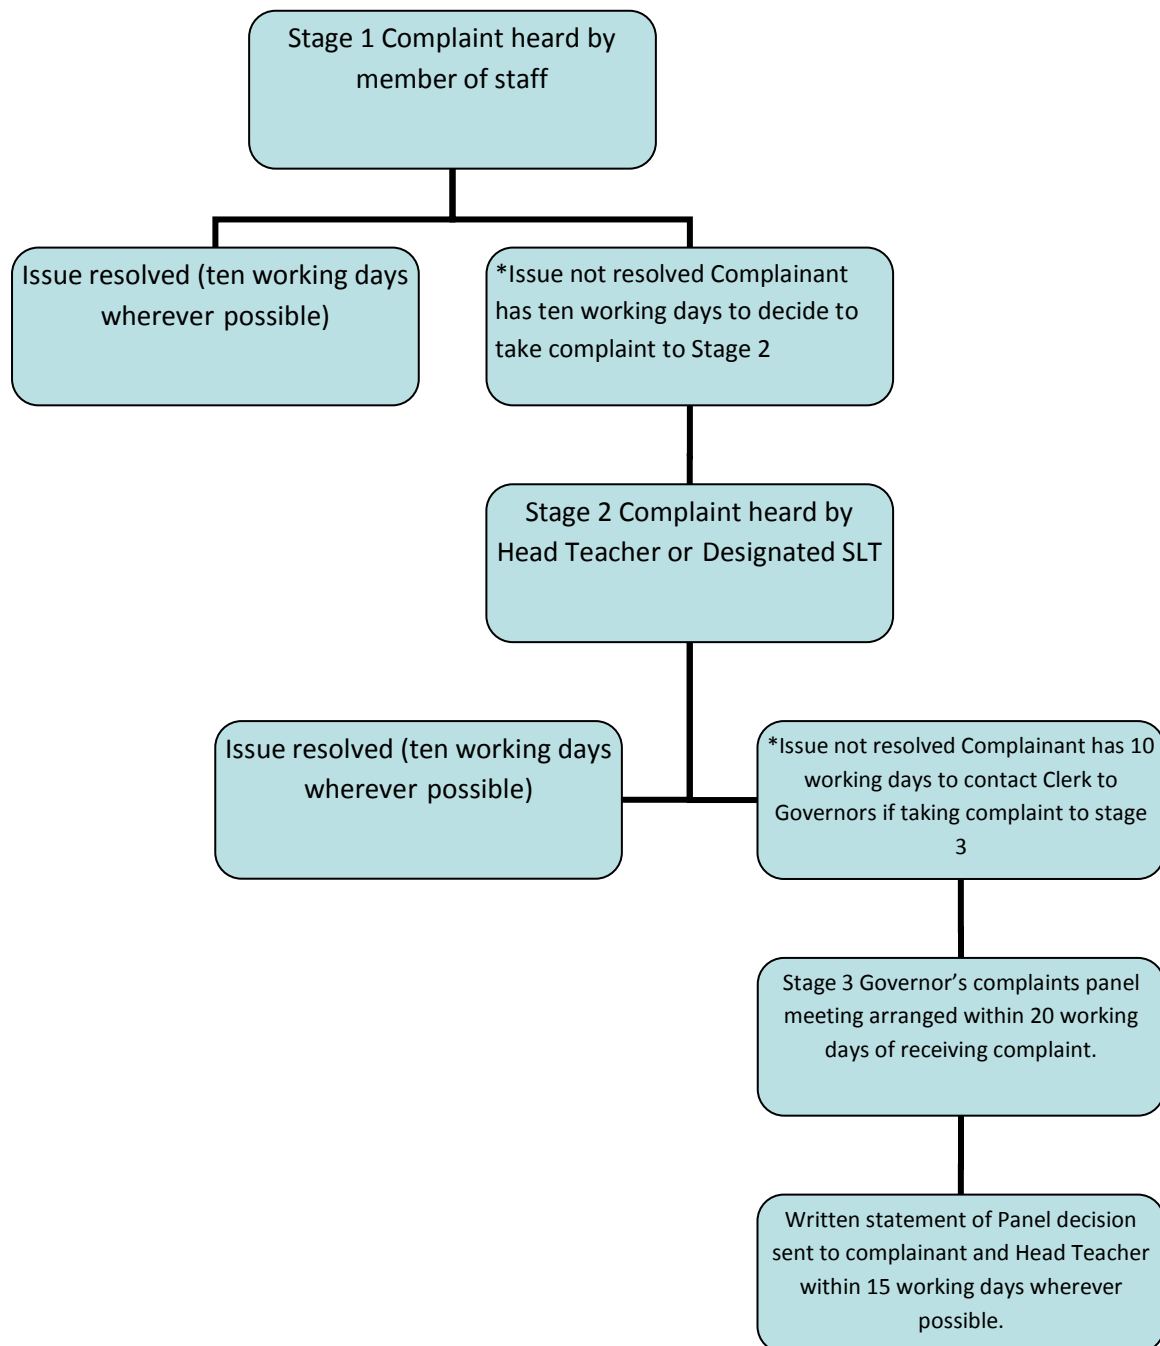 Stage 1 Complaint heard by
member of staff
Issue resolved (ten working days
wherever possible)
*Issue not resolved Complainant
has ten working days to decide to
take complaint to Stage 2
Stage 2 Complaint heard by
Head Teacher or Designated SLT
Issue resolved (ten working days
wherever possible)
*Issue not resolved Complainant has 10
working days to contact Clerk to
Governors if taking complaint to stage
3
Stage 3 Governor’s complaints panel
meeting arranged within 20 working
days of receiving complaint.
Written statement of Panel decision
sent to complainant and Head Teacher
within 15 working days wherever
possible.